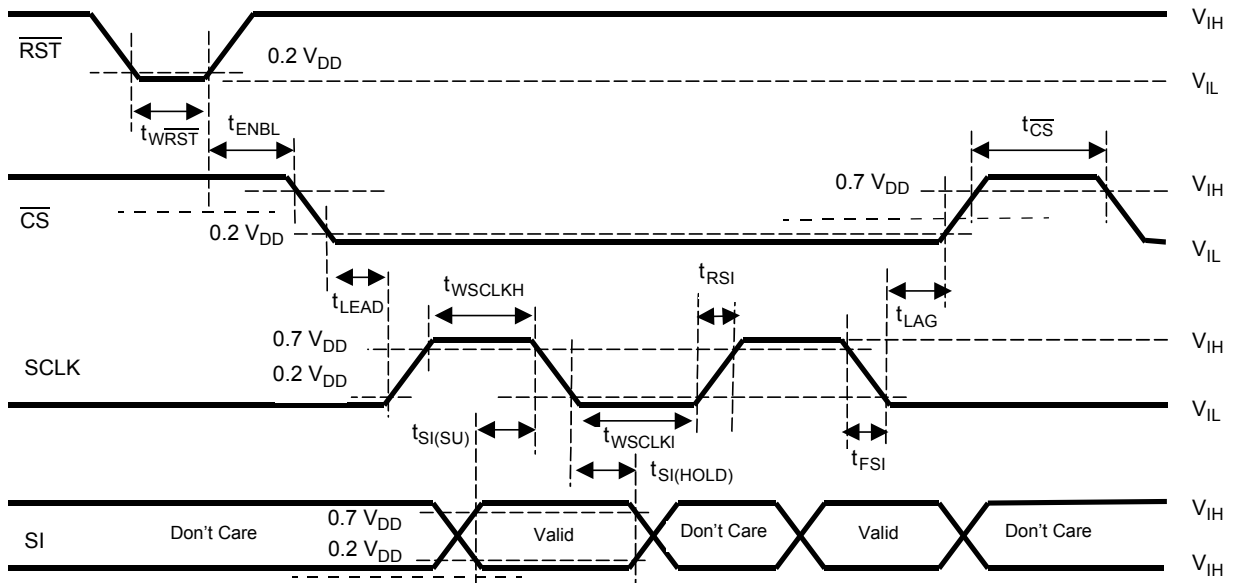 V_IH
RST
0.2 V_DD
V_IL
t_WRST
t_ENBL
t_CS
0.7 V_DD
V_IH
CS
0.2 V_DD
V_IL
t_LEAD
t_WSCLKH
t_RSI
t_LAG
0.7 V_DD
V_IH
SCLK
0.2 V_DD
V_IL
t_SI(SU)
t_WSCLKl
t_FSI
t_SI(HOLD)
V_IH
0.7 V_DD
SI
Don't Care
Valid
Don't Care
Valid
Don't Care
0.2 V_DD
V_IH